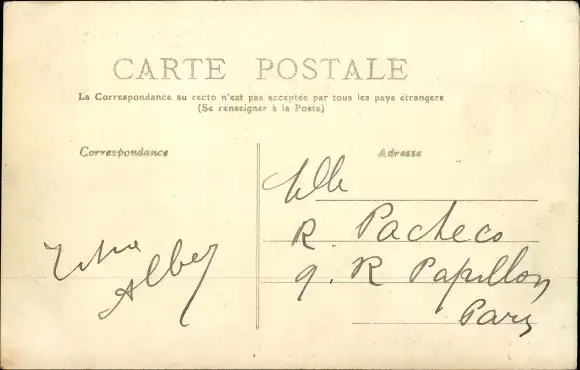 CARTE POSTALE
La Correspondance au recto n'est pas acceptée par tous les pays étrangers
(Se renseigner à la Poste)
Correspondance
Adresse
Mlle
R. Pacheco
9. R Papillon
Paris
Alber